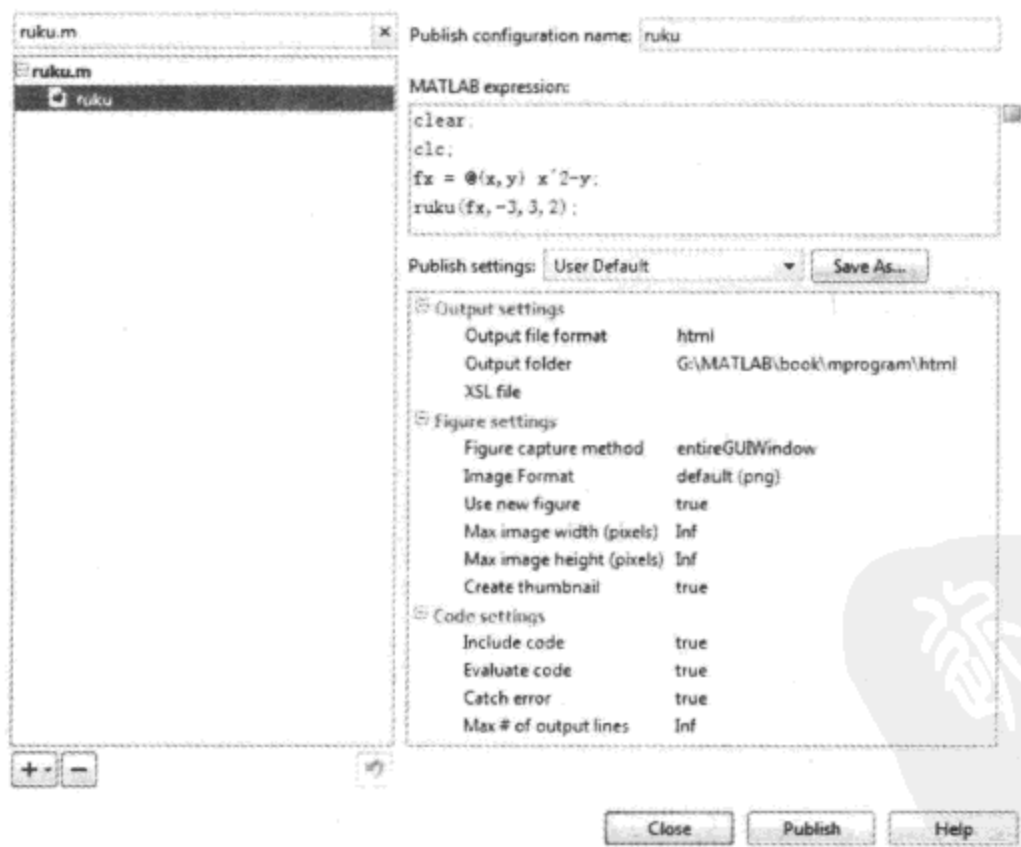 ruku.m
ruku.m
ruku
Publish configuration name: ruku
MATLAB expression:
clear;
clc;
fx = @(x,y) x^2-y;
ruku(fx,-3,3,2);
Publish settings: User Default Save As...
Output settings
Output file format html
Output folder G:\MATLAB\book\mprogram\html
XSL file
Figure settings
Figure capture method entireGUIWindow
Image Format default (png)
Use new figure true
Max image width (pixels) Inf
Max image height (pixels) Inf
Create thumbnail true
Code settings
Include code true
Evaluate code true
Catch error true
Max # of output lines Inf
Close Publish Help